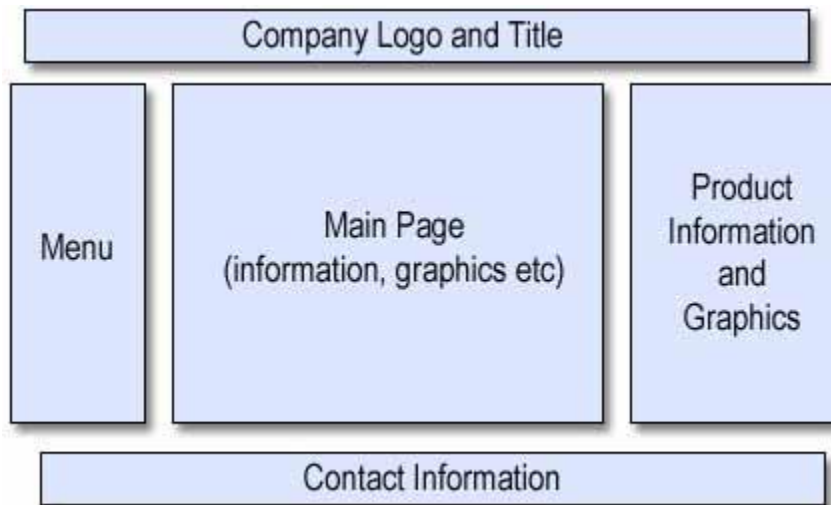 Company Logo and Title
Menu
Main Page
(information, graphics etc)
Product
Information
and
Graphics
Contact Information